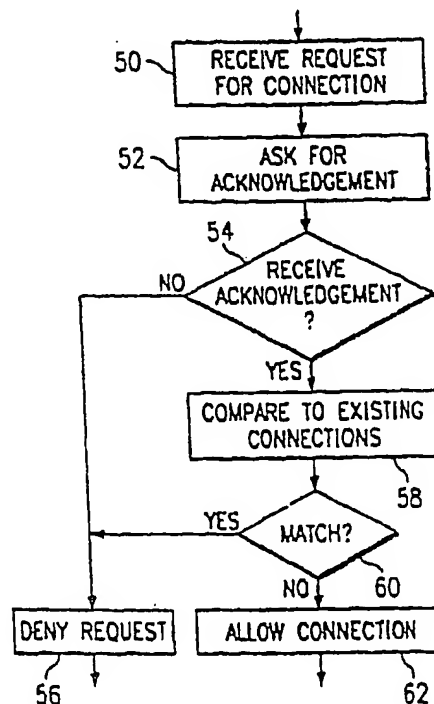 50
RECEIVE REQUEST
FOR CONNECTION
52
ASK FOR
ACKNOWLEDGEMENT
54
NO
RECEIVE
ACKNOWLEDGEMENT
?
YES
COMPARE TO EXISTING
CONNECTIONS
58
YES
MATCH?
60
NO
DENY REQUEST
ALLOW CONNECTION
56
62